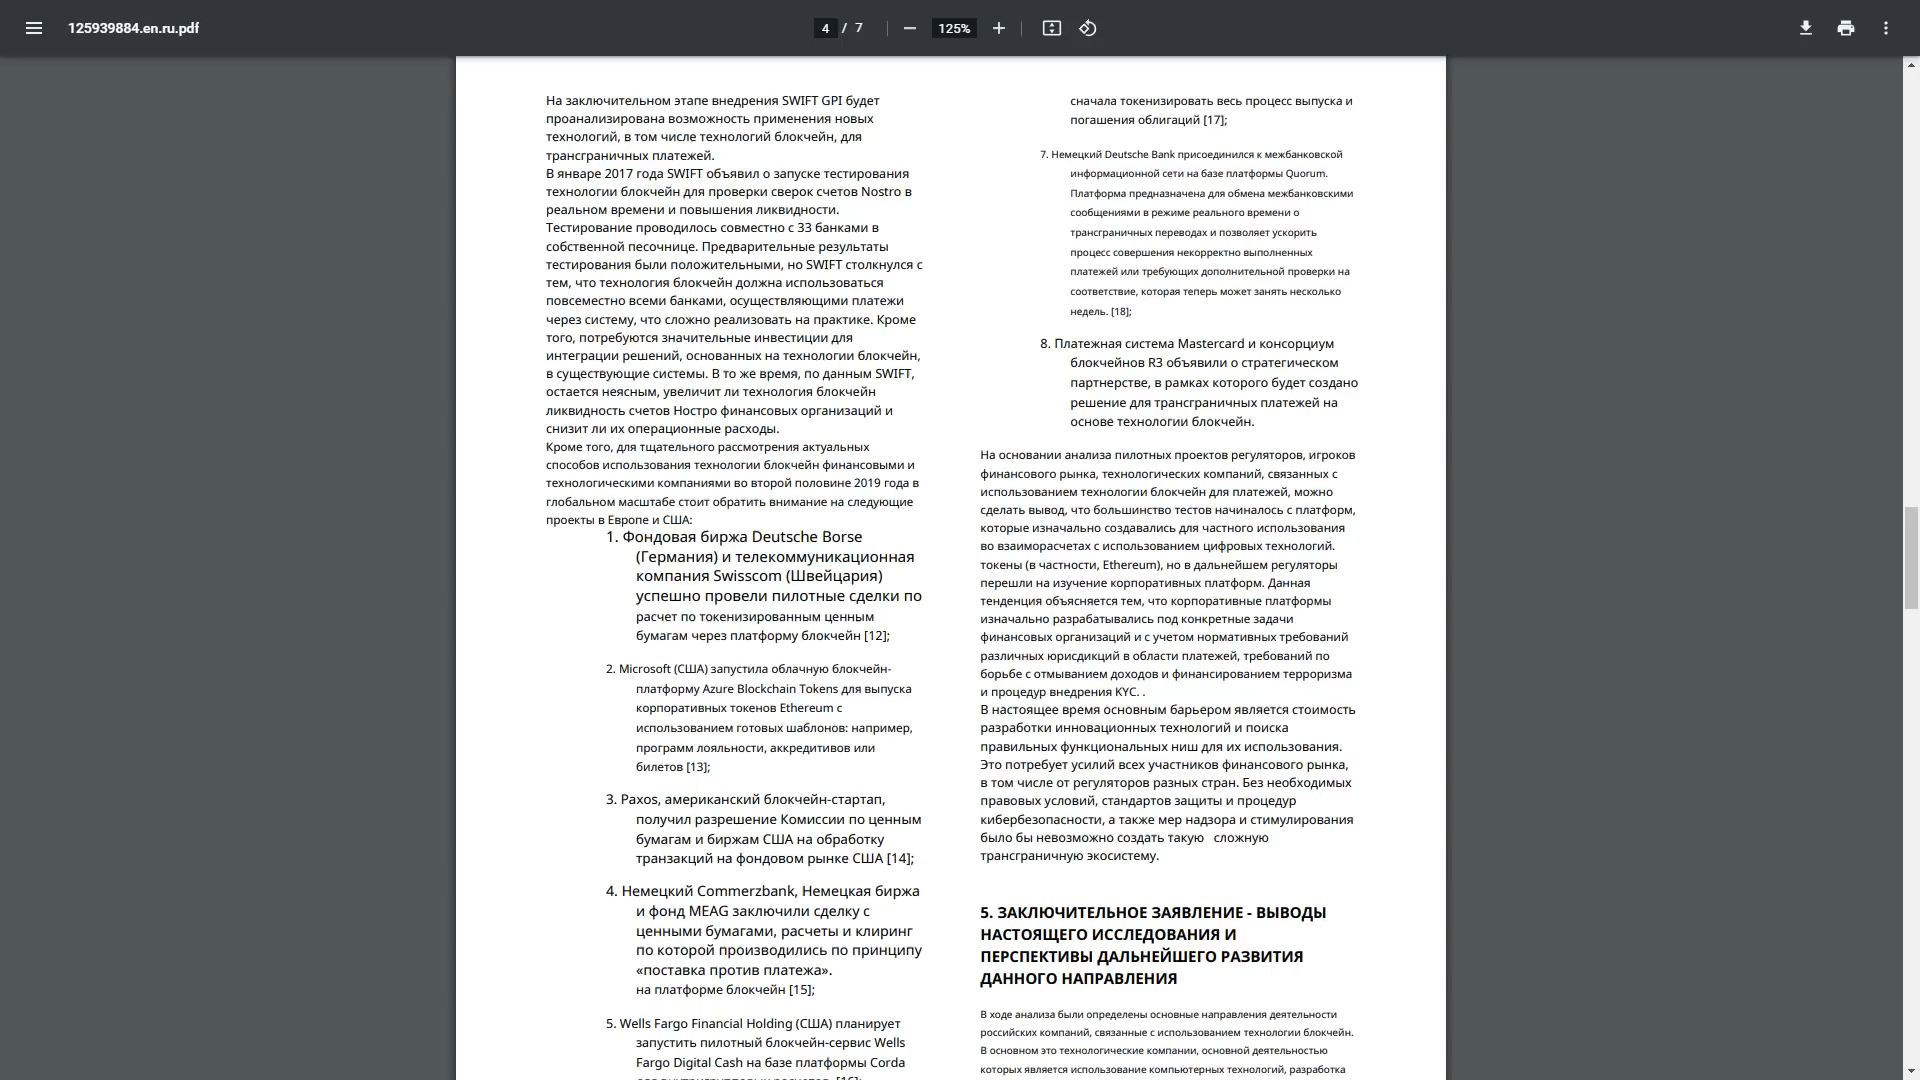 125939884.en.ru.pdf
4 / 7
125%
На заключительном этапе внедрения SWIFT GPI будет
проанализирована возможность применения новых
технологий, в том числе технологий блокчейн, для
трансграничных платежей.
В январе 2017 года SWIFT объявил о запуске тестирования
технологии блокчейн для проверки сверок счетов Nostro в
реальном времени и повышения ликвидности.
Тестирование проводилось совместно с 33 банками в
собственной песочнице. Предварительные результаты
тестирования были положительными, но SWIFT столкнулся с
тем, что технология блокчейн должна использоваться
повсеместно всеми банками, осуществляющими платежи
через систему, что сложно реализовать на практике. Кроме
того, потребуются значительные инвестиции для
интеграции решений, основанных на технологии блокчейн,
в существующие системы. В то же время, по данным SWIFT,
остается неясным, увеличит ли технология блокчейн
ликвидность счетов Ностро финансовых организаций и
снизит ли их операционные расходы.
Кроме того, для тщательного рассмотрения актуальных
способов использования технологии блокчейн финансовыми и
технологическими компаниями во второй половине 2019 года в
глобальном масштабе стоит обратить внимание на следующие
проекты в Европе и США:
1. Фондовая биржа Deutsche Borse
(Германия) и телекоммуникационная
компания Swisscom (Швейцария)
успешно провели пилотные сделки по
расчет по токенизированным ценным
бумагам через платформу блокчейн [12];
2. Microsoft (США) запустила облачную блокчейн-
платформу Azure Blockchain Tokens для выпуска
корпоративных токенов Ethereum с
использованием готовых шаблонов: например,
программ лояльности, аккредитивов или
билетов [13];
3. Paxos, американский блокчейн-стартап,
получил разрешение Комиссии по ценным
бумагам и биржам США на обработку
транзакций на фондовом рынке США [14];
4. Немецкий Commerzbank, Немецкая биржа
и фонд MEAG заключили сделку с
ценными бумагами, расчеты и клиринг
по которой производились по принципу
«поставка против платежа».
на платформе блокчейн [15];
5. Wells Fargo Financial Holding (США) планирует
запустить пилотный блокчейн-сервис Wells
Fargo Digital Cash на базе платформы Corda
сначала токенизировать весь процесс выпуска и
погашения облигаций [17];
7. Немецкий Deutsche Bank присоединился к межбанковской
информационной сети на базе платформы Quorum.
Платформа предназначена для обмена межбанковскими
сообщениями в режиме реального времени о
трансграничных переводах и позволяет ускорить
процесс совершения некорректно выполненных
платежей или требующих дополнительной проверки на
соответствие, которая теперь может занять несколько
недель. [18];
8. Платежная система Mastercard и консорциум
блокчейнов R3 объявили о стратегическом
партнерстве, в рамках которого будет создано
решение для трансграничных платежей на
основе технологии блокчейн.
На основании анализа пилотных проектов регуляторов, игроков
финансового рынка, технологических компаний, связанных с
использованием технологии блокчейн для платежей, можно
сделать вывод, что большинство тестов начиналось с платформ,
которые изначально создавались для частного использования
во взаиморасчетах с использованием цифровых технологий.
токены (в частности, Ethereum), но в дальнейшем регуляторы
перешли на изучение корпоративных платформ. Данная
тенденция объясняется тем, что корпоративные платформы
изначально разрабатывались под конкретные задачи
финансовых организаций и с учетом нормативных требований
различных юрисдикций в области платежей, требований по
борьбе с отмыванием доходов и финансированием терроризма
и процедур внедрения KYC. .
В настоящее время основным барьером является стоимость
разработки инновационных технологий и поиска
правильных функциональных ниш для их использования.
Это потребует усилий всех участников финансового рынка,
в том числе от регуляторов разных стран. Без необходимых
правовых условий, стандартов защиты и процедур
кибербезопасности, а также мер надзора и стимулирования
было бы невозможно создать такую сложную
трансграничную экосистему.
5. ЗАКЛЮЧИТЕЛЬНОЕ ЗАЯВЛЕНИЕ - ВЫВОДЫ
НАСТОЯЩЕГО ИССЛЕДОВАНИЯ И
ПЕРСПЕКТИВЫ ДАЛЬНЕЙШЕГО РАЗВИТИЯ
ДАННОГО НАПРАВЛЕНИЯ
В ходе анализа были определены основные направления деятельности
российских компаний, связанные с использованием технологии блокчейн.
В основном это технологические компании, основной деятельностью
которых является использование компьютерных технологий, разработка